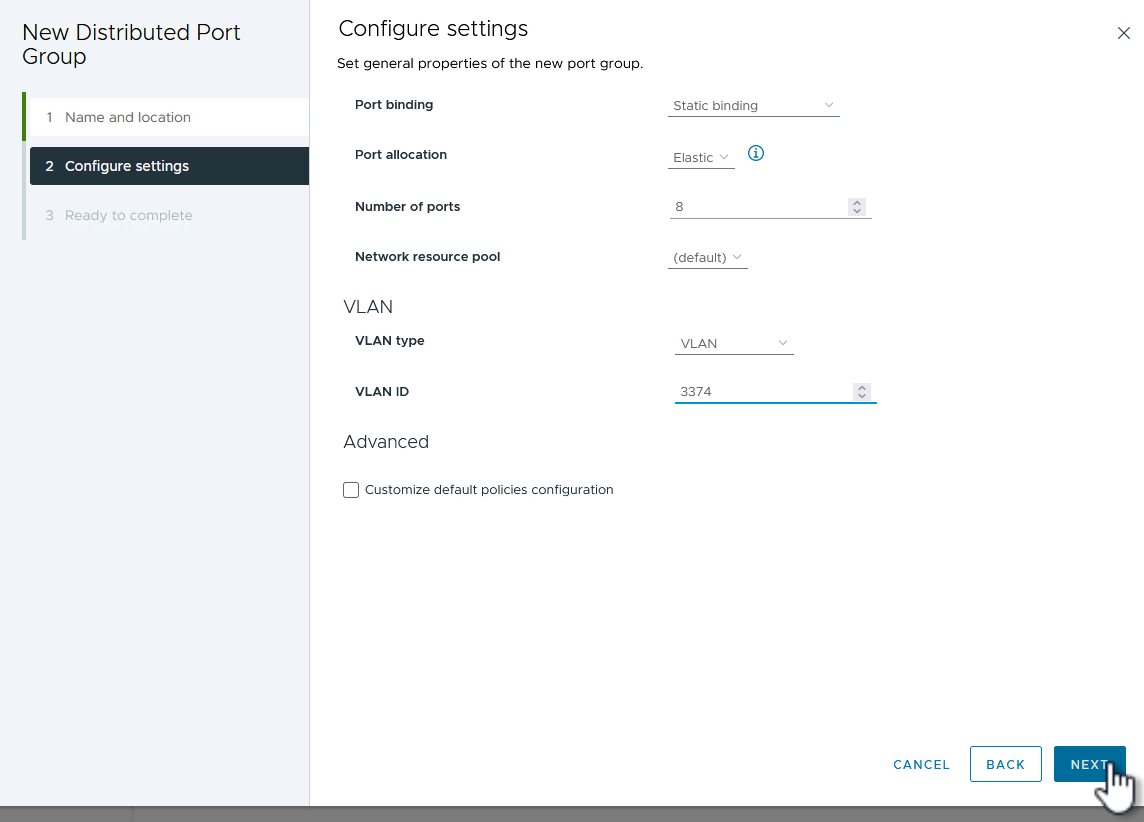 New Distributed Port
Group
1 Name and location
2 Configure settings
3 Ready to complete
Configure settings
Set general properties of the new port group.
Port binding
Static binding
Port allocation
Elastic
Number of ports
8
Network resource pool
(default)
VLAN
VLAN type
VLAN
VLAN ID
3374
Advanced
Customize default policies configuration
CANCEL
BACK
NEXT